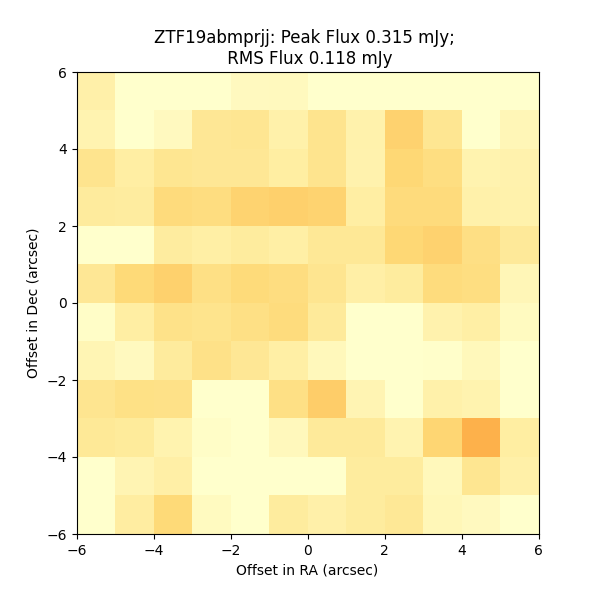 ZTF19abmprjj: Peak Flux 0.315 mJy;
RMS Flux 0.118 mJy
6
4
2
0
−2
−4
−6
Offset in Dec (arcsec)
−6 −4 −2 0 2 4 6
Offset in RA (arcsec)